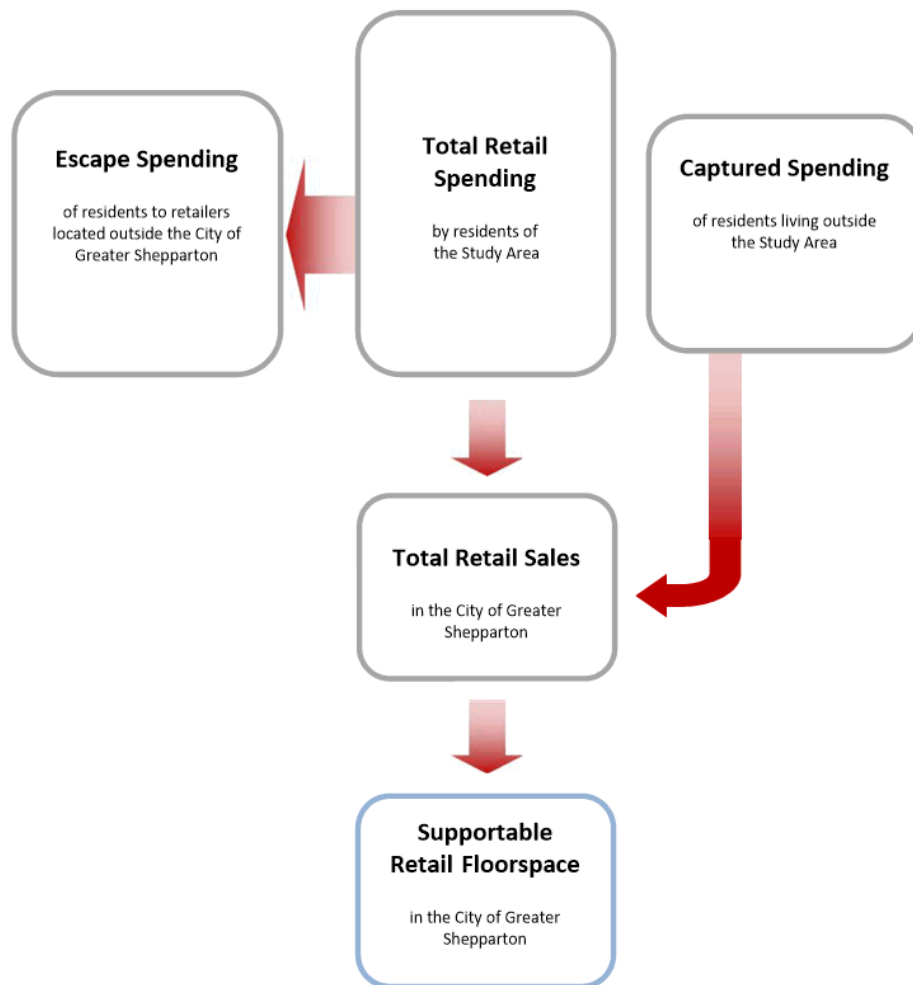 Escape Spending
of residents to retailers
located outside the City of
Greater Shepparton
Total Retail
Spending
by residents of
the Study Area
Captured Spending
of residents living outside
the Study Area
Total Retail Sales
in the City of Greater
Shepparton
Supportable
Retail Floorspace
in the City of Greater
Shepparton